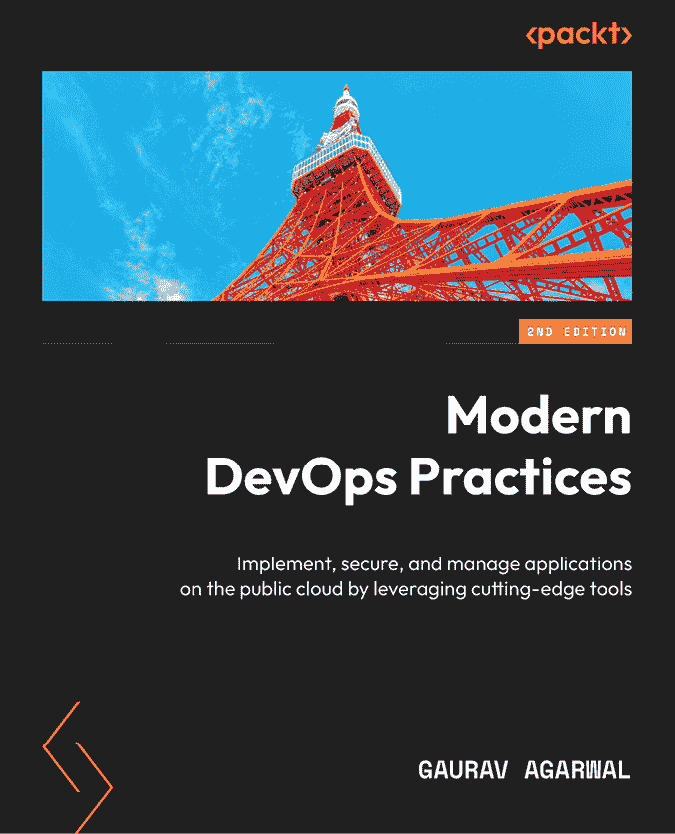 <packt>
2ND EDITION
Modern
DevOps Practices
Implement, secure, and manage applications
on the public cloud by leveraging cutting-edge tools
GAURAV AGARWAL